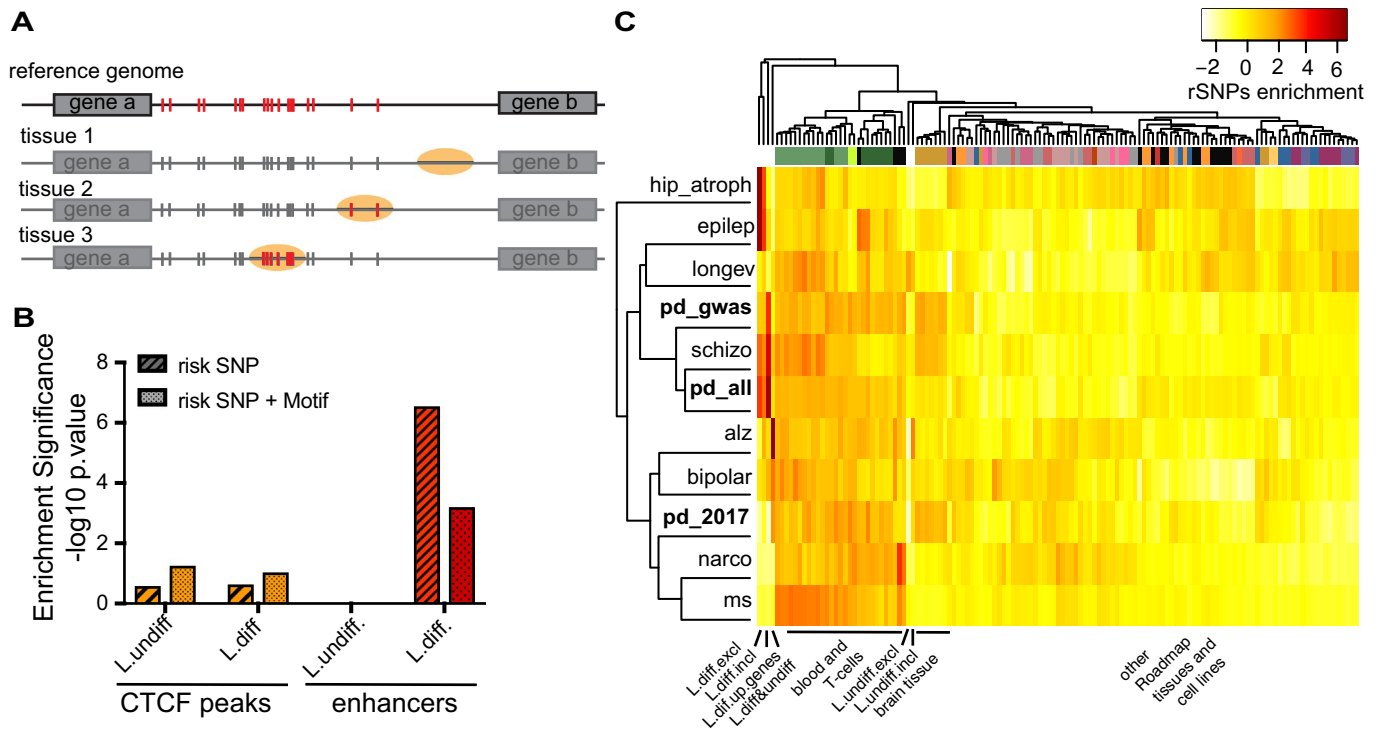 A
reference genome
gene a
gene b
tissue 1
gene a
gene b
tissue 2
gene a
gene b
tissue 3
gene a
gene b
B
Enrichment Significance
-log10 p.value
8
6
4
2
0
risk SNP
risk SNP + Motif
L.undiff
L.diff
L.undiff.
L.diff.
CTCF peaks
enhancers
C
−2 0 2 4 6
rSNPs enrichment
hip_atroph
epilep
longev
pd_gwas
schizo
pd_all
alz
bipolar
pd_2017
narco
ms
L.diff.excl
L.diff.incl
L.dif.up.genes
L.diff&undiff
blood and
T-cells
L.undiff.excl
L.undiff.incl
brain tissue
other
Roadmap
tissues and
cell lines